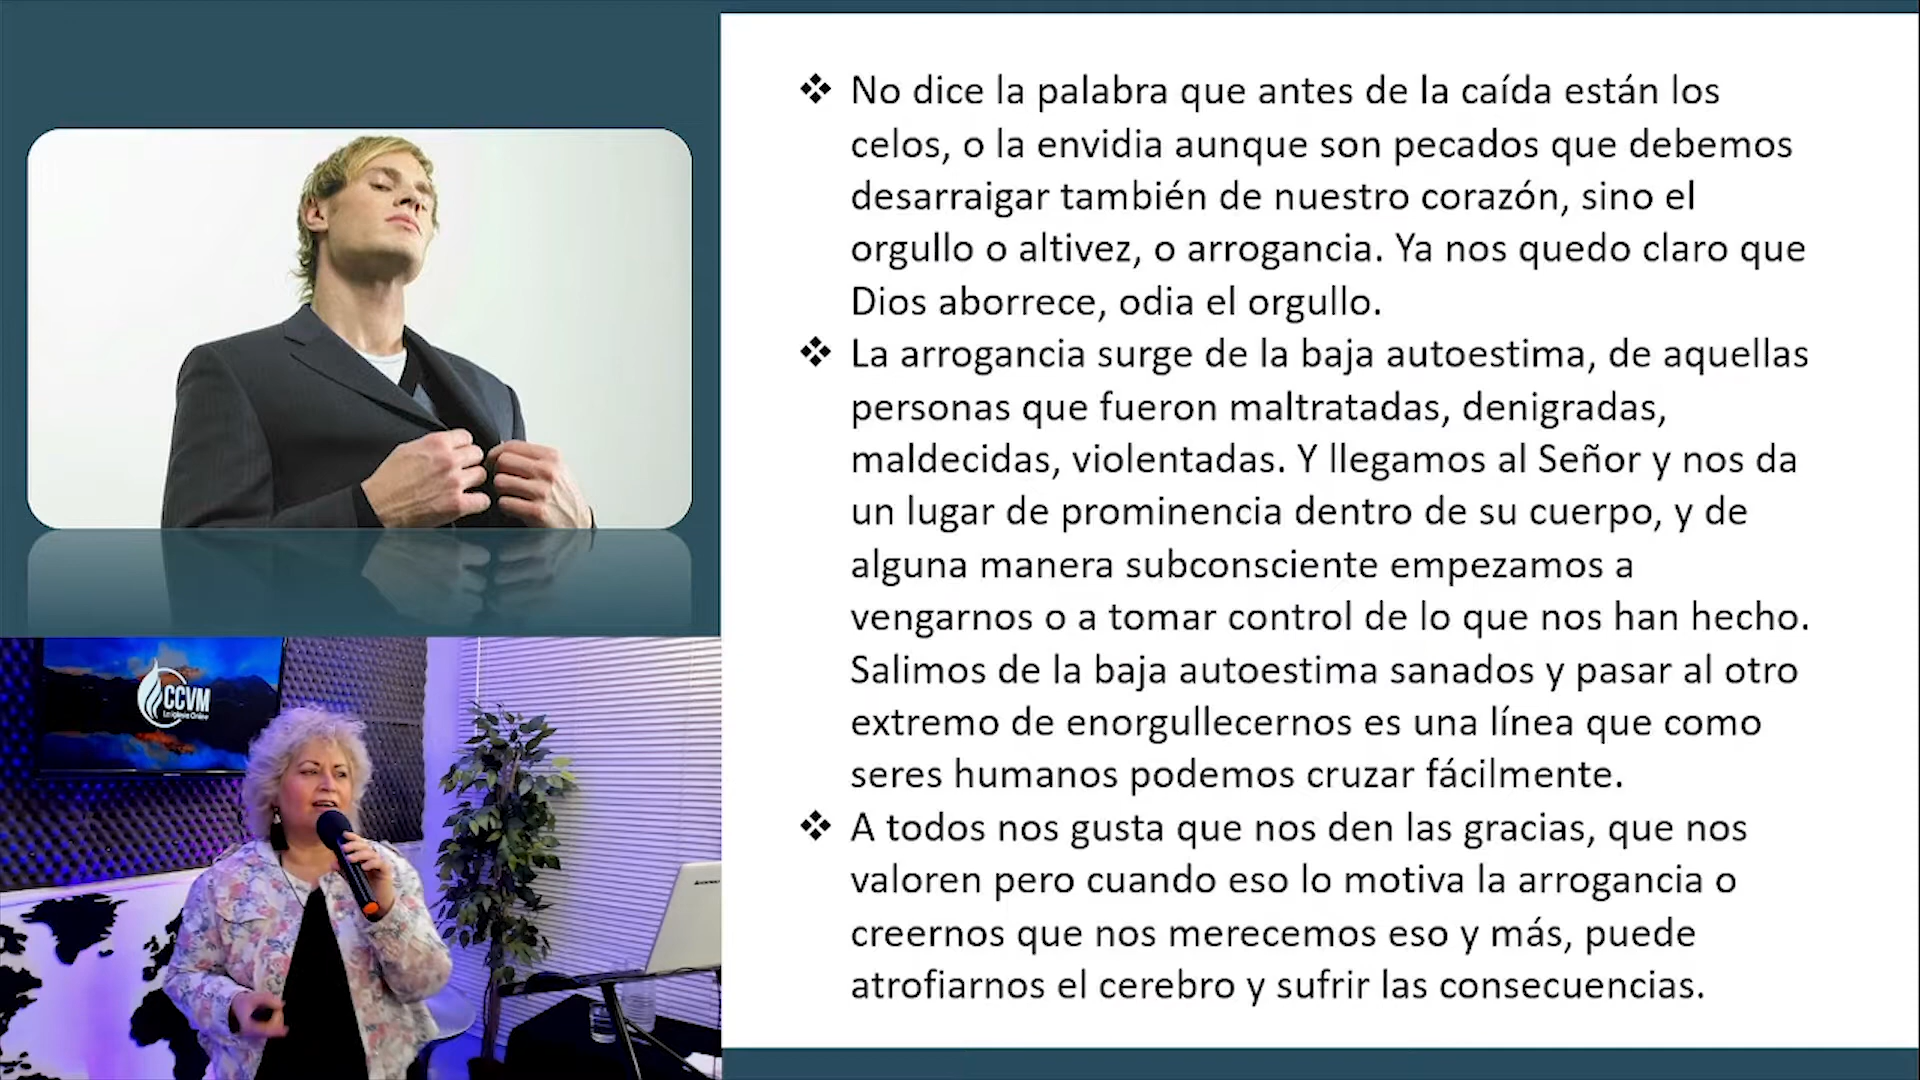 ❖ No dice la palabra que antes de la caída están los
celos, o la envidia aunque son pecados que debemos
desarraigar también de nuestro corazón, sino el
orgullo o altivez, o arrogancia. Ya nos quedo claro que
Dios aborrece, odia el orgullo.
❖ La arrogancia surge de la baja autoestima, de aquellas
personas que fueron maltratadas, denigradas,
maldecidas, violentadas. Y llegamos al Señor y nos da
un lugar de prominencia dentro de su cuerpo, y de
alguna manera subconsciente empezamos a
vengarnos o a tomar control de lo que nos han hecho.
Salimos de la baja autoestima sanados y pasar al otro
extremo de enorgullecernos es una línea que como
seres humanos podemos cruzar fácilmente.
❖ A todos nos gusta que nos den las gracias, que nos
valoren pero cuando eso lo motiva la arrogancia o
creernos que nos merecemos eso y más, puede
atrofiarnos el cerebro y sufrir las consecuencias.
CCVM
La Iglesia Online